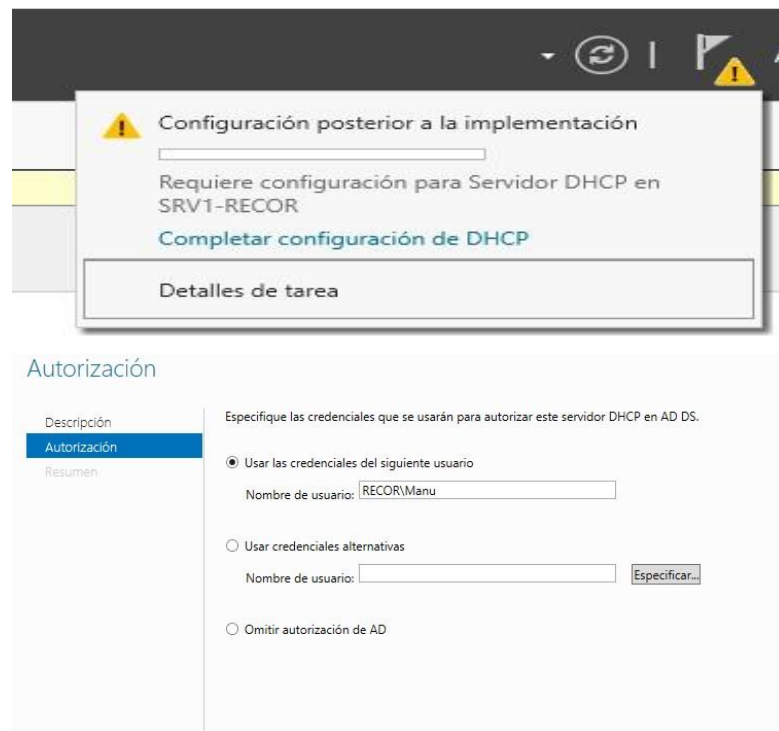 Configuración posterior a la implementación
Requiere configuración para Servidor DHCP en
SRV1-RECOR
Completar configuración de DHCP
Detalles de tarea
Autorización
Descripción
Autorización
Resumen
Especifique las credenciales que se usarán para autorizar este servidor DHCP en AD DS.
Usar las credenciales del siguiente usuario
Nombre de usuario: RECOR\Manu
Usar credenciales alternativas
Nombre de usuario: Especificar...
Omitir autorización de AD